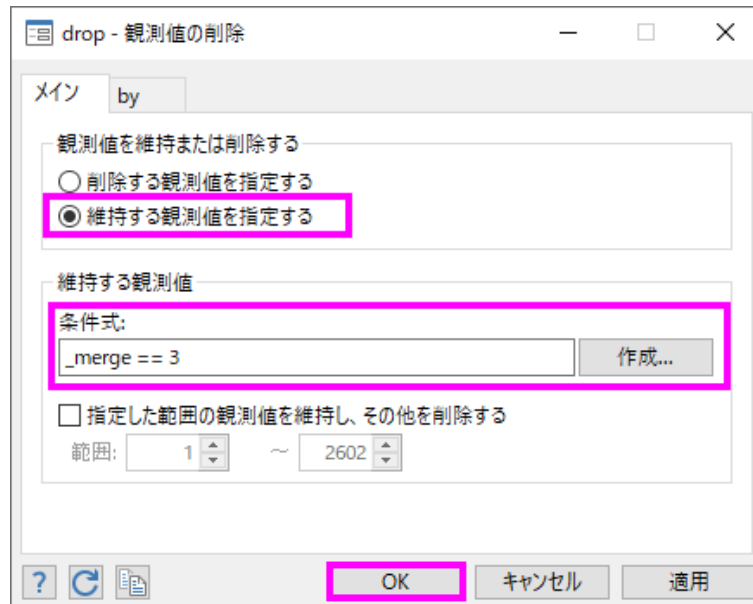 drop - 観測値の削除
メイン by
観測値を維持または削除する
削除する観測値を指定する
維持する観測値を指定する
維持する観測値
条件式:
_merge == 3 作成...
指定した範囲の観測値を維持し、その他を削除する
範囲: 1 ～ 2602
? OK キャンセル 適用